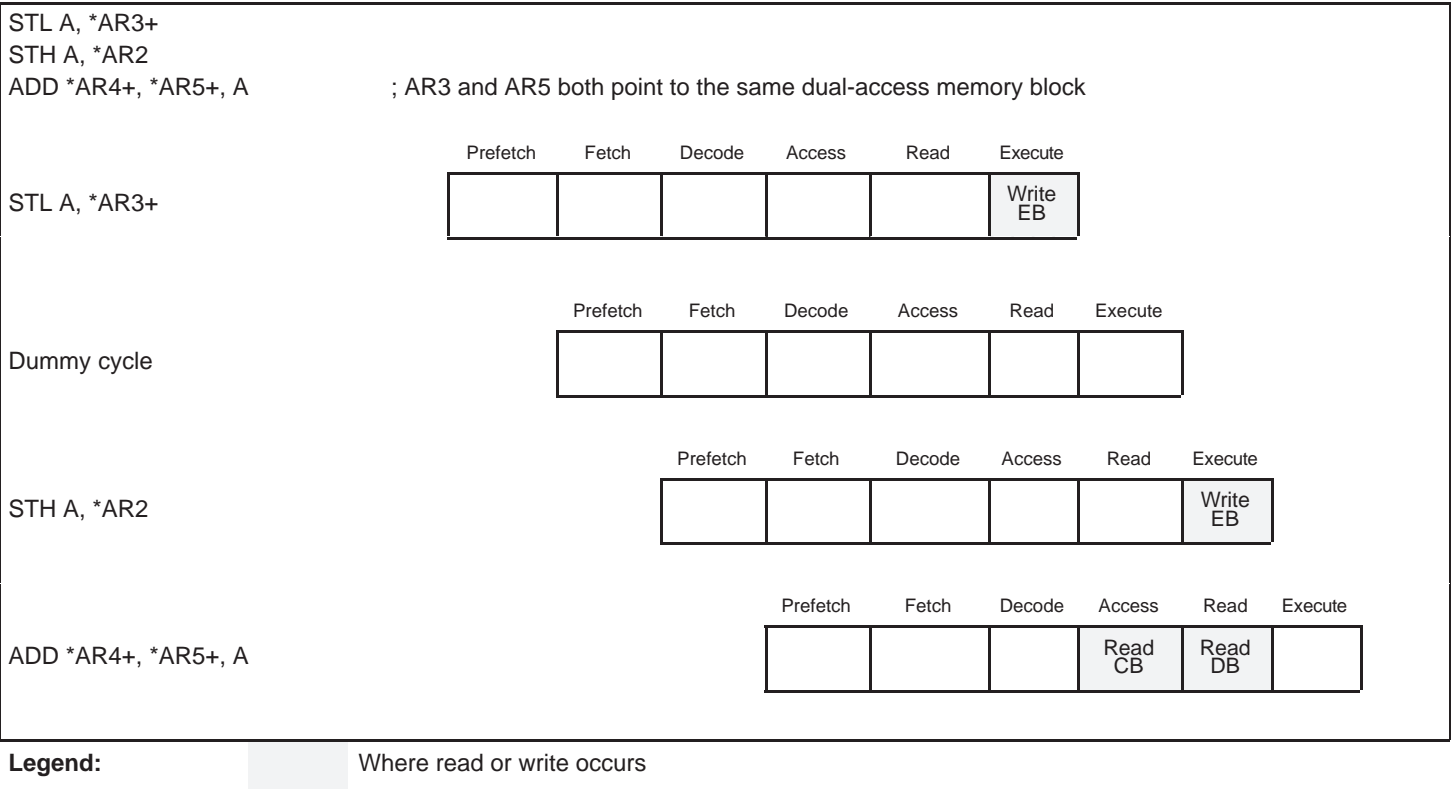 STL A, *AR3+
STH A, *AR2
ADD *AR4+, *AR5+, A ; AR3 and AR5 both point to the same dual-access memory block
Prefetch Fetch Decode Access Read Execute
STL A, *AR3+
Write
EB
Prefetch Fetch Decode Access Read Execute
Dummy cycle
Prefetch Fetch Decode Access Read Execute
STH A, *AR2
Write
EB
Prefetch Fetch Decode Access Read Execute
ADD *AR4+, *AR5+, A
Read Read
CB DB
Legend: Where read or write occurs